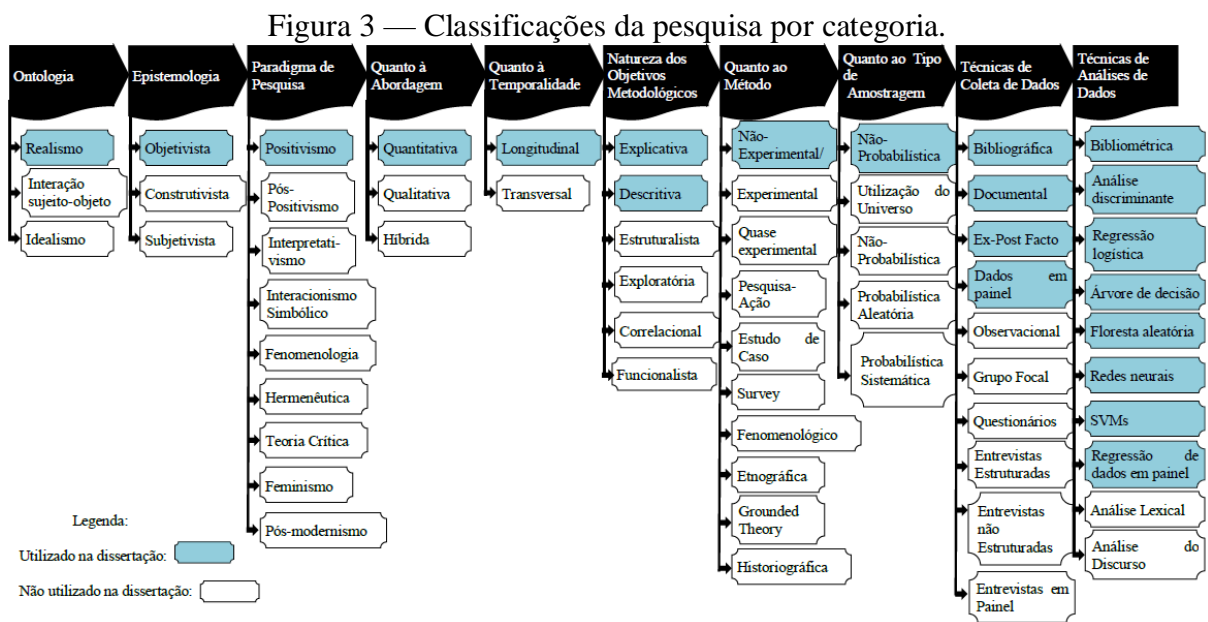 Figura 3 — Classificações da pesquisa por categoria.
Ontologia
Realismo
Interação
sujeito-objeto
Idealismo
Epistemologia
Objetivista
Construtivista
Subjetivista
Paradigma de
Pesquisa
Positivismo
Pós-
Positivismo
Interpretati-
vismo
Interacionismo
Simbólico
Fenomenologia
Hermenêutica
Teoria Crítica
Feminismo
Pós-modernismo
Quanto à
Abordagem
Quantitativa
Qualitativa
Híbrida
Quanto à
Temporalidade
Longitudinal
Transversal
Natureza dos
Objetivos
Metodológicos
Explicativa
Descritiva
Estruturalista
Exploratória
Correlacional
Funcionalista
Quanto ao
Método
Não-
Experimental/
Experimental
Quase
experimental
Pesquisa-
Ação
Estudo de
Caso
Survey
Fenomenológico
Etnográfica
Grounded
Theory
Historiográfica
Quanto ao Tipo
de
Amostragem
Não-
Probabilística
Utilização do
Universo
Não-
Probabilística
Probabilística
Aleatória
Probabilística
Sistemática
Técnicas de
Coleta de Dados
Bibliográfica
Documental
Ex-Post Facto
Dados em
painel
Observacional
Grupo Focal
Questionários
Entrevistas
Estruturadas
Entrevistas
não
Estruturadas
Entrevistas em
Painel
Técnicas de
Análises de
Dados
Bibliométrica
Análise
discriminante
Regressão
logística
Árvore de decisão
Floresta aleatória
Redes neurais
SVMs
Regressão de
dados em painel
Análise Lexical
Análise do
Discurso
Legenda:
Utilizado na dissertação:
Não utilizado na dissertação: